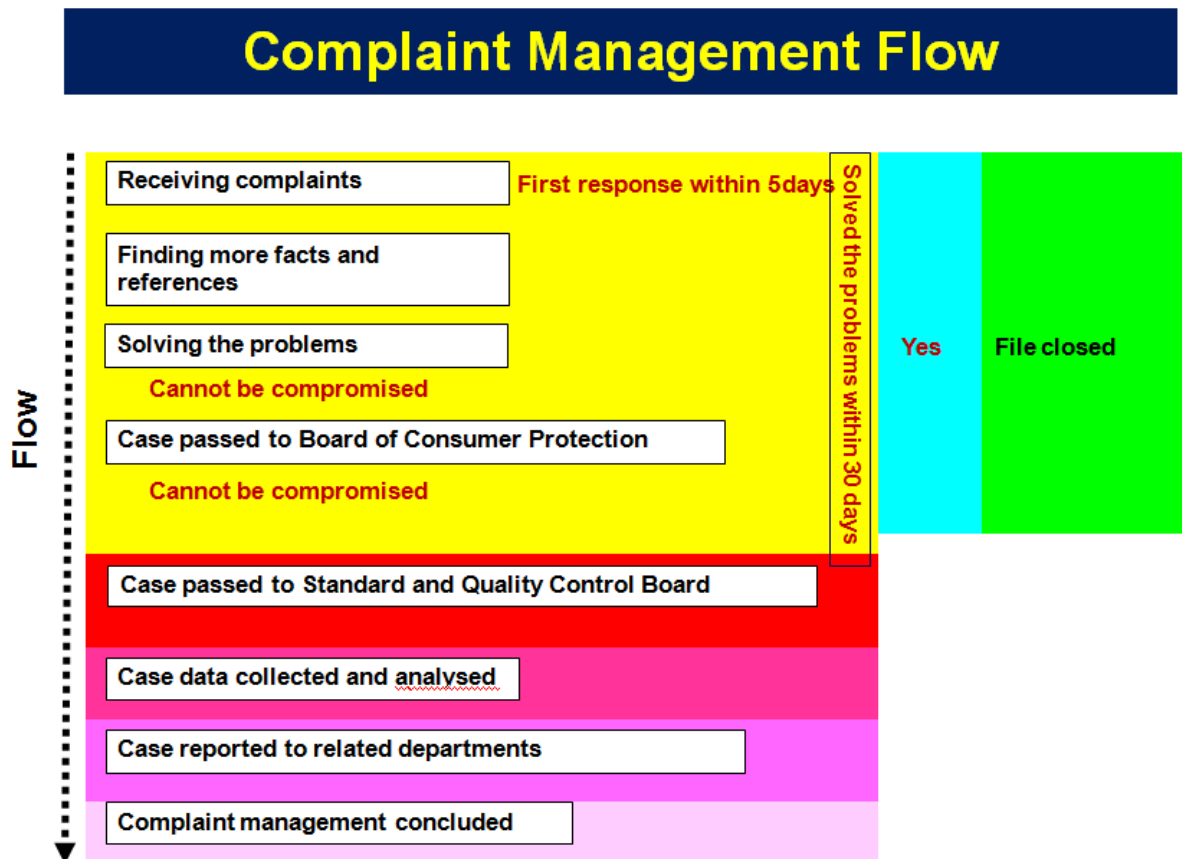 Complaint Management Flow
Flow
Receiving complaints
First response within 5days
Finding more facts and
references
Solving the problems
Cannot be compromised
Case passed to Board of Consumer Protection
Cannot be compromised
Solved the problems within 30 days
Yes
File closed
Case passed to Standard and Quality Control Board
Case data collected and analysed
Case reported to related departments
Complaint management concluded